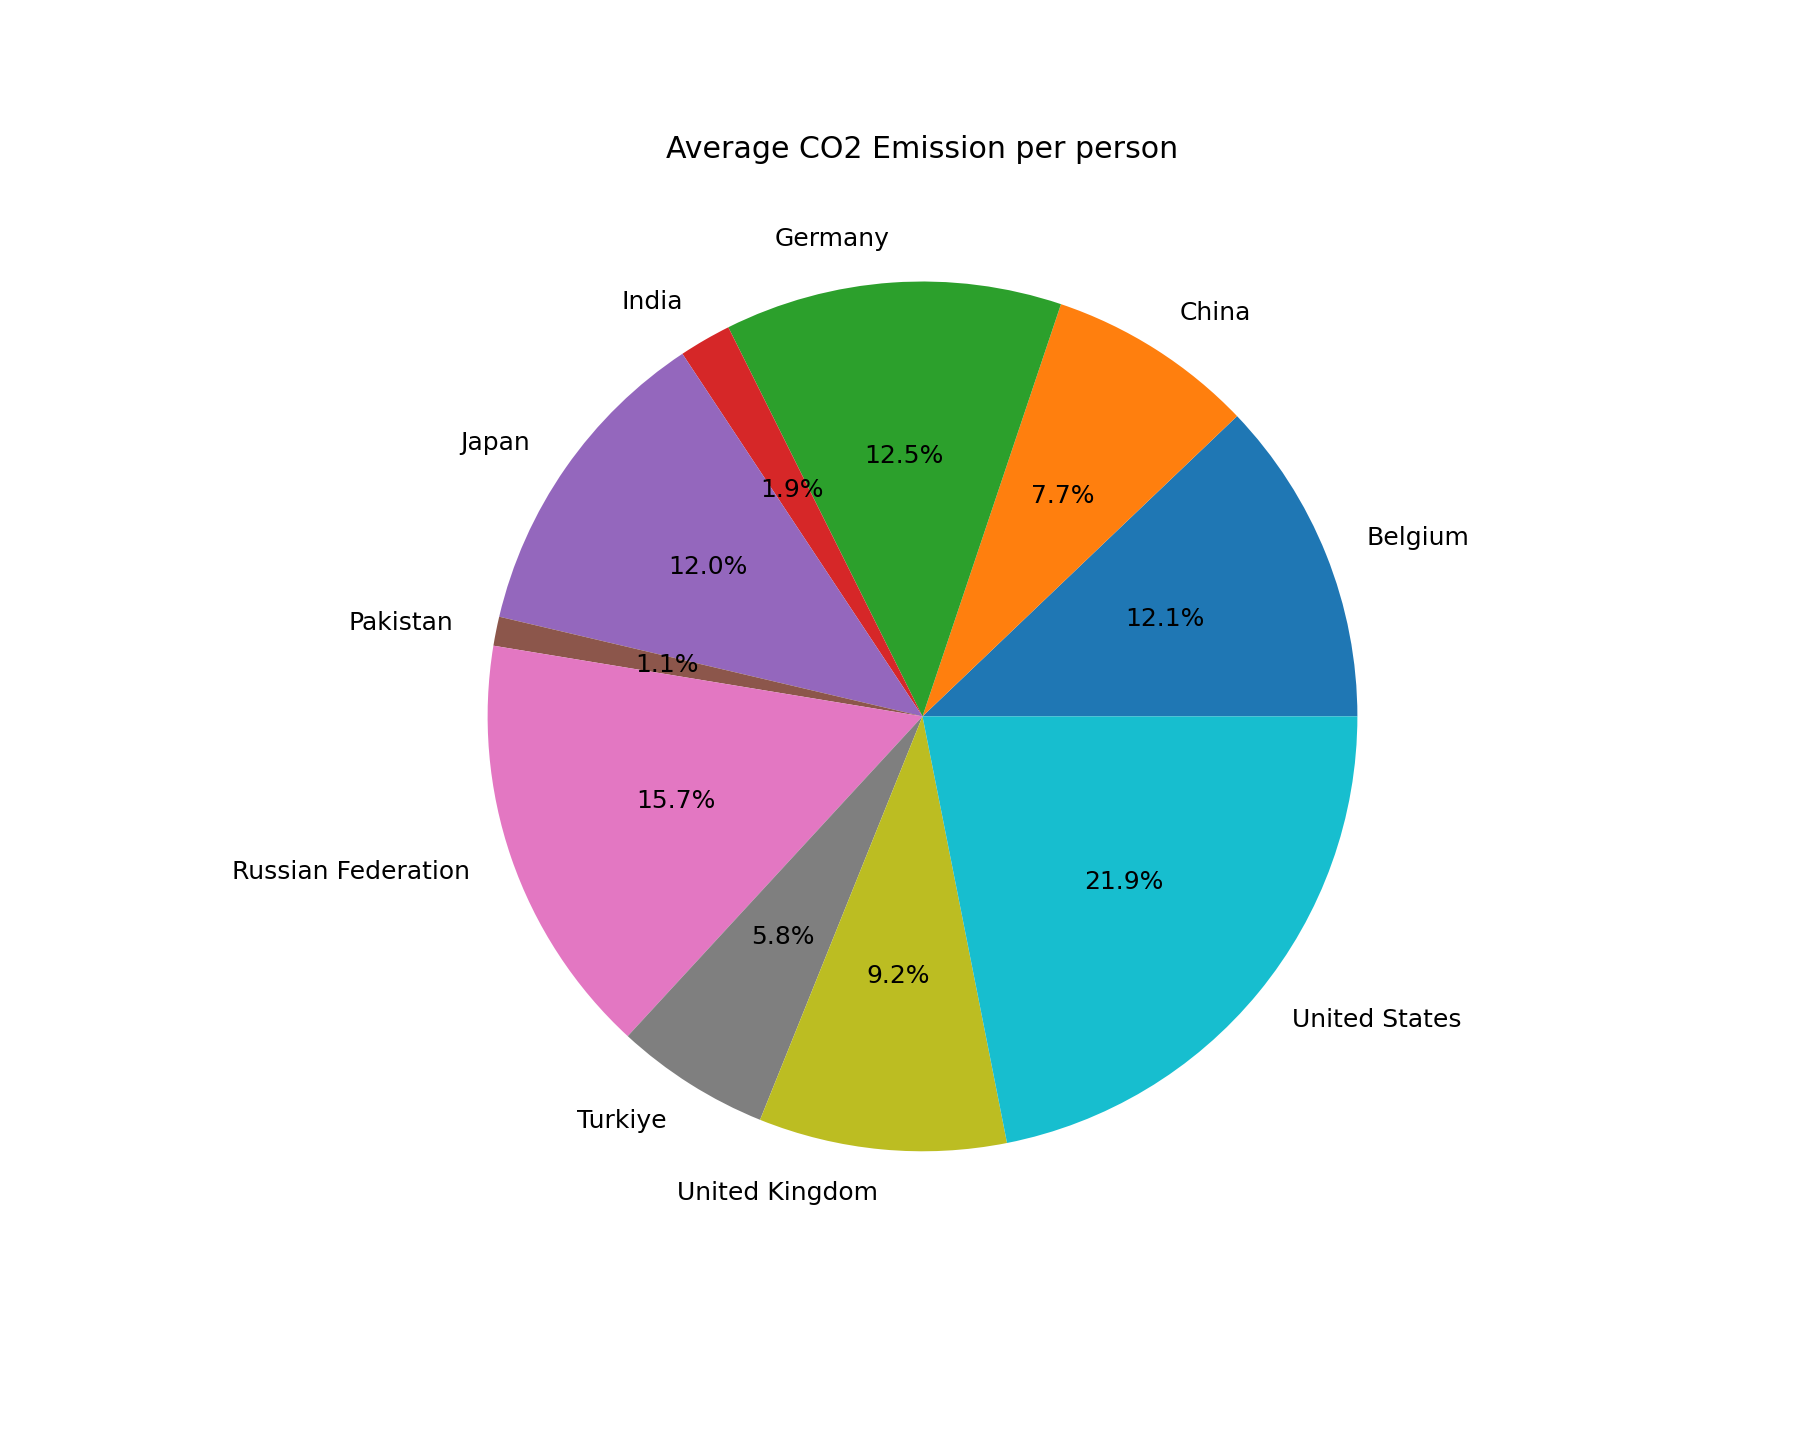 Average CO2 Emission per person
Germany
India
China
Japan
12.5%
1.9%
7.7%
Belgium
12.0%
12.1%
Pakistan
1.1%
15.7%
Russian Federation
21.9%
5.8%
9.2%
United States
Turkiye
United Kingdom